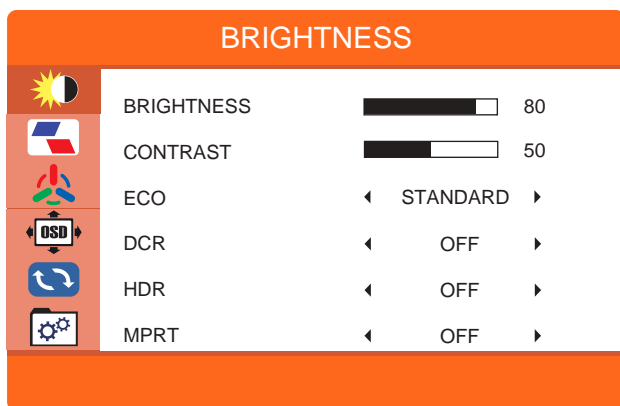 BRIGHTNESS
BRIGHTNESS 80
CONTRAST 50
ECO STANDARD
OSD
DCR OFF
HDR OFF
MPRT OFF